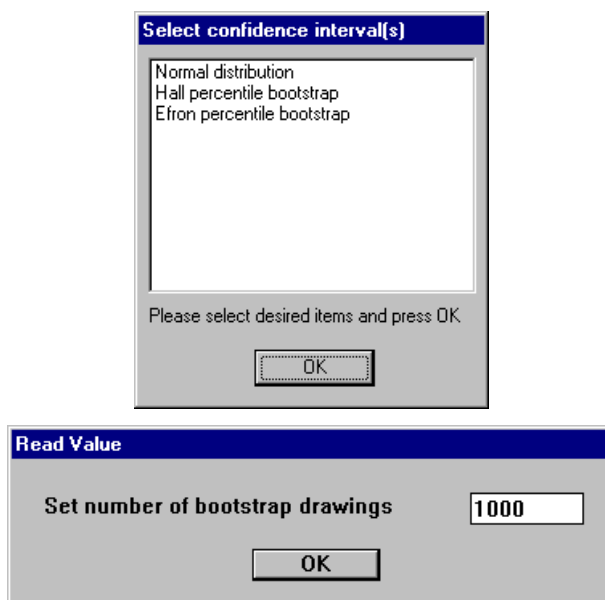 Select confidence interval(s)
Normal distribution
Hall percentile bootstrap
Efron percentile bootstrap
Please select desired items and press OK
OK
Read Value
Set number of bootstrap drawings 1000
OK